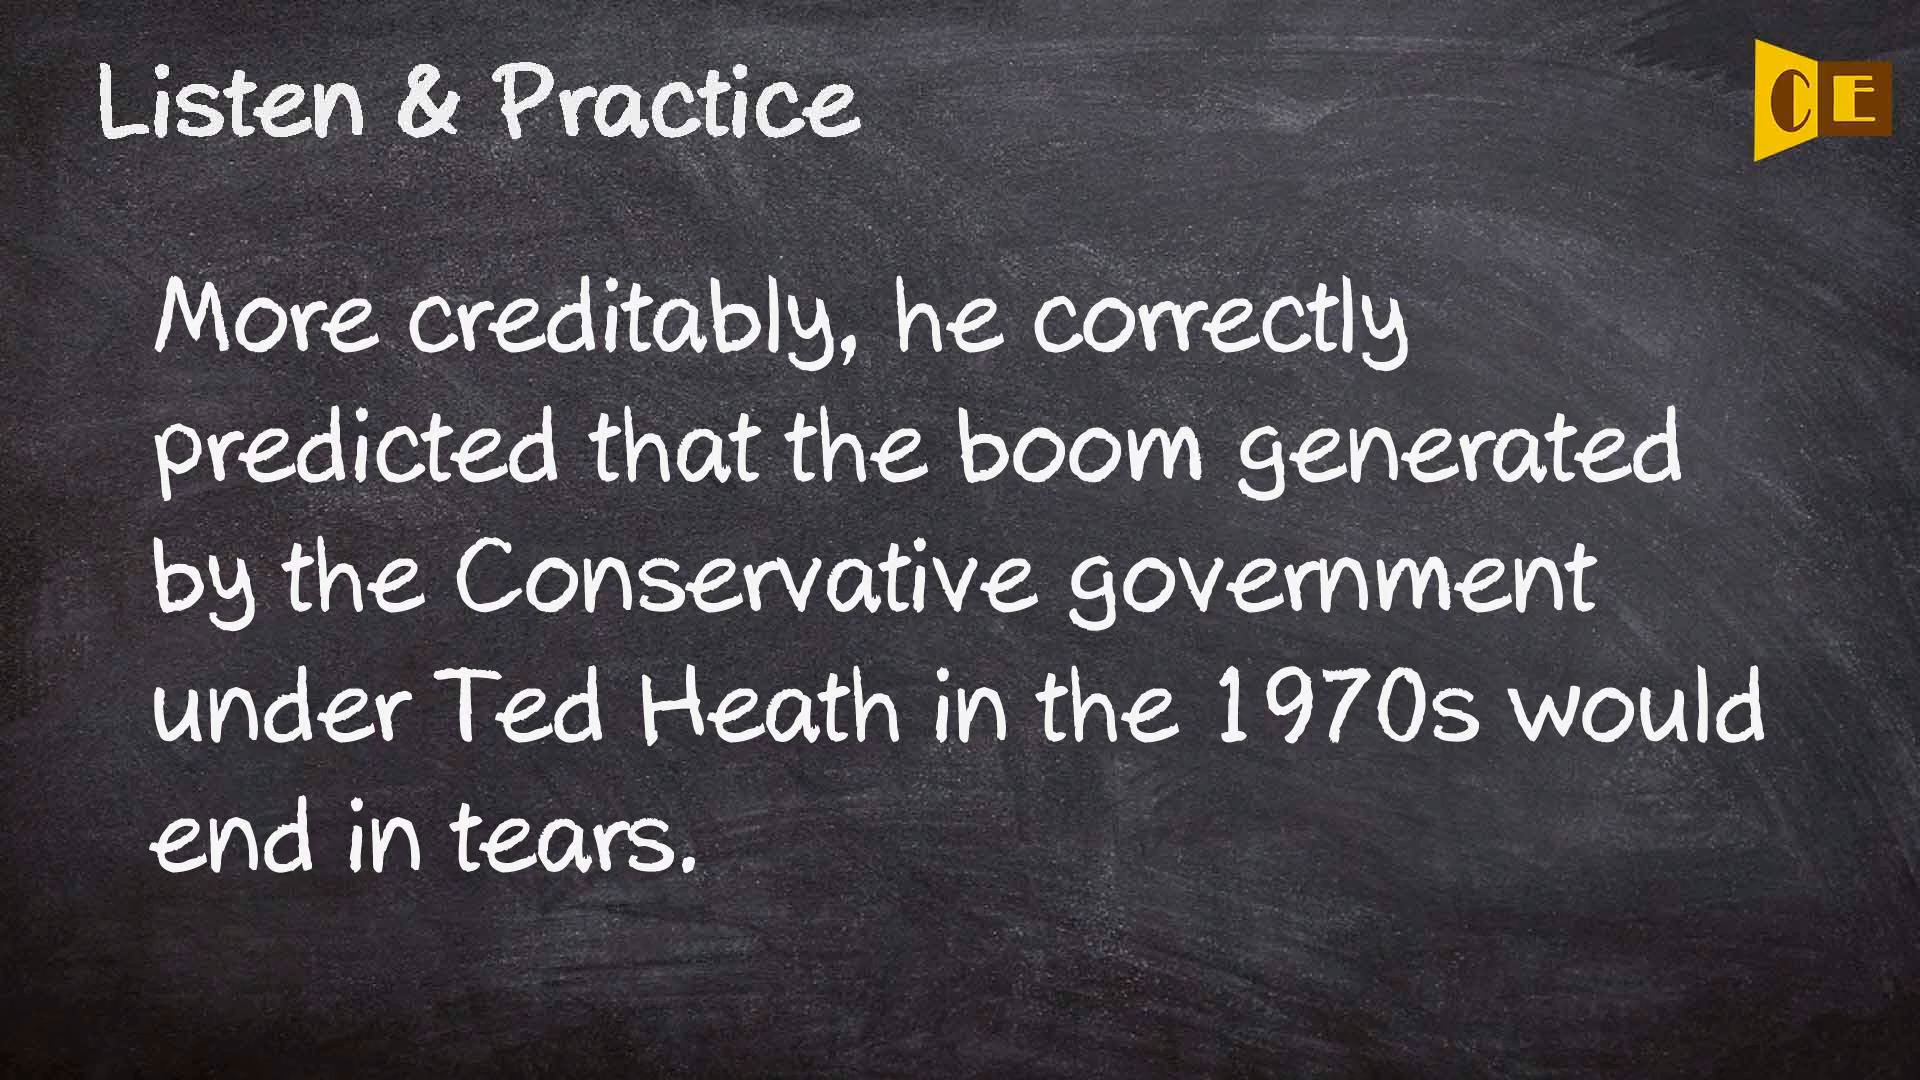 Listen & Practice
CE
More creditably, he correctly
predicted that the boom generated
by the Conservative government
under Ted Heath in the 1970s would
end in tears.